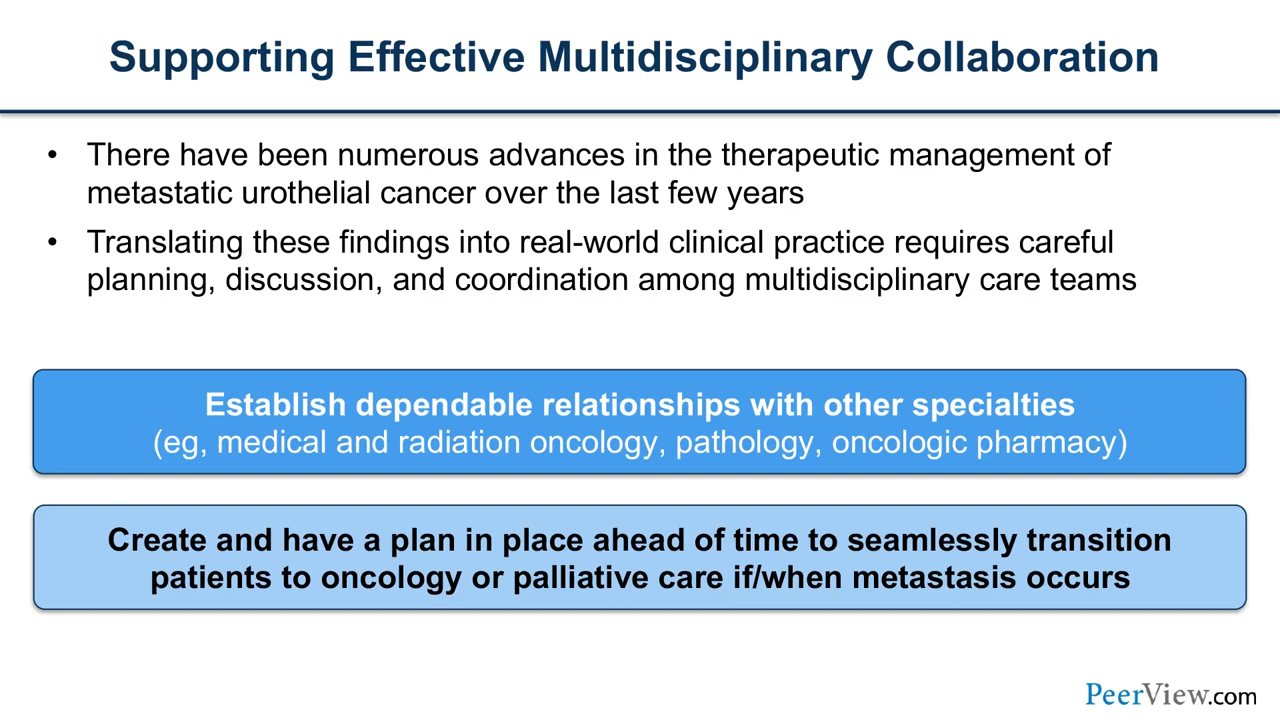 Supporting Effective Multidisciplinary Collaboration
• There have been numerous advances in the therapeutic management of
metastatic urothelial cancer over the last few years
• Translating these findings into real-world clinical practice requires careful
planning, discussion, and coordination among multidisciplinary care teams
Establish dependable relationships with other specialties
(eg, medical and radiation oncology, pathology, oncologic pharmacy)
Create and have a plan in place ahead of time to seamlessly transition
patients to oncology or palliative care if/when metastasis occurs
PeerView.com